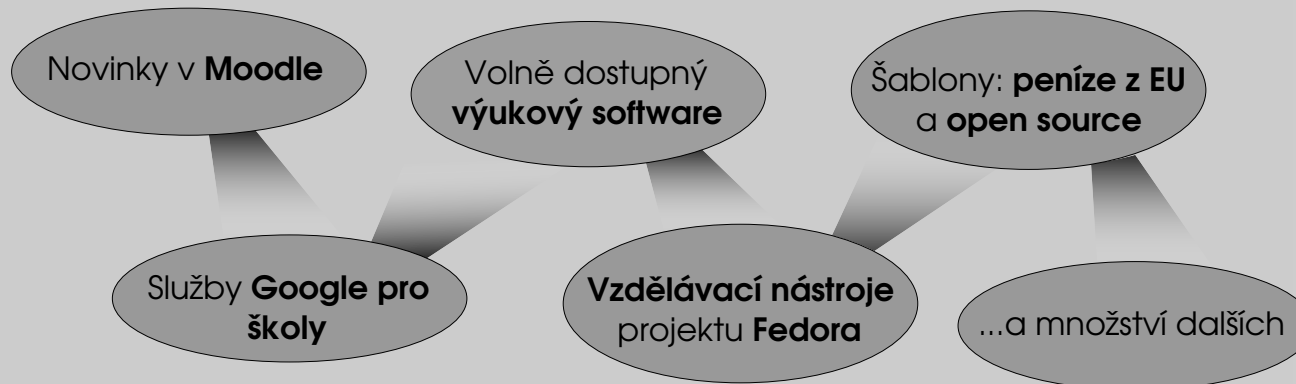 Novinky v Moodle
Služby Google pro
školy
Volně dostupný
výukový software
Vzdělávací nástroje
projektu Fedora
Šablony: peníze z EU
a open source
...a množství dalších